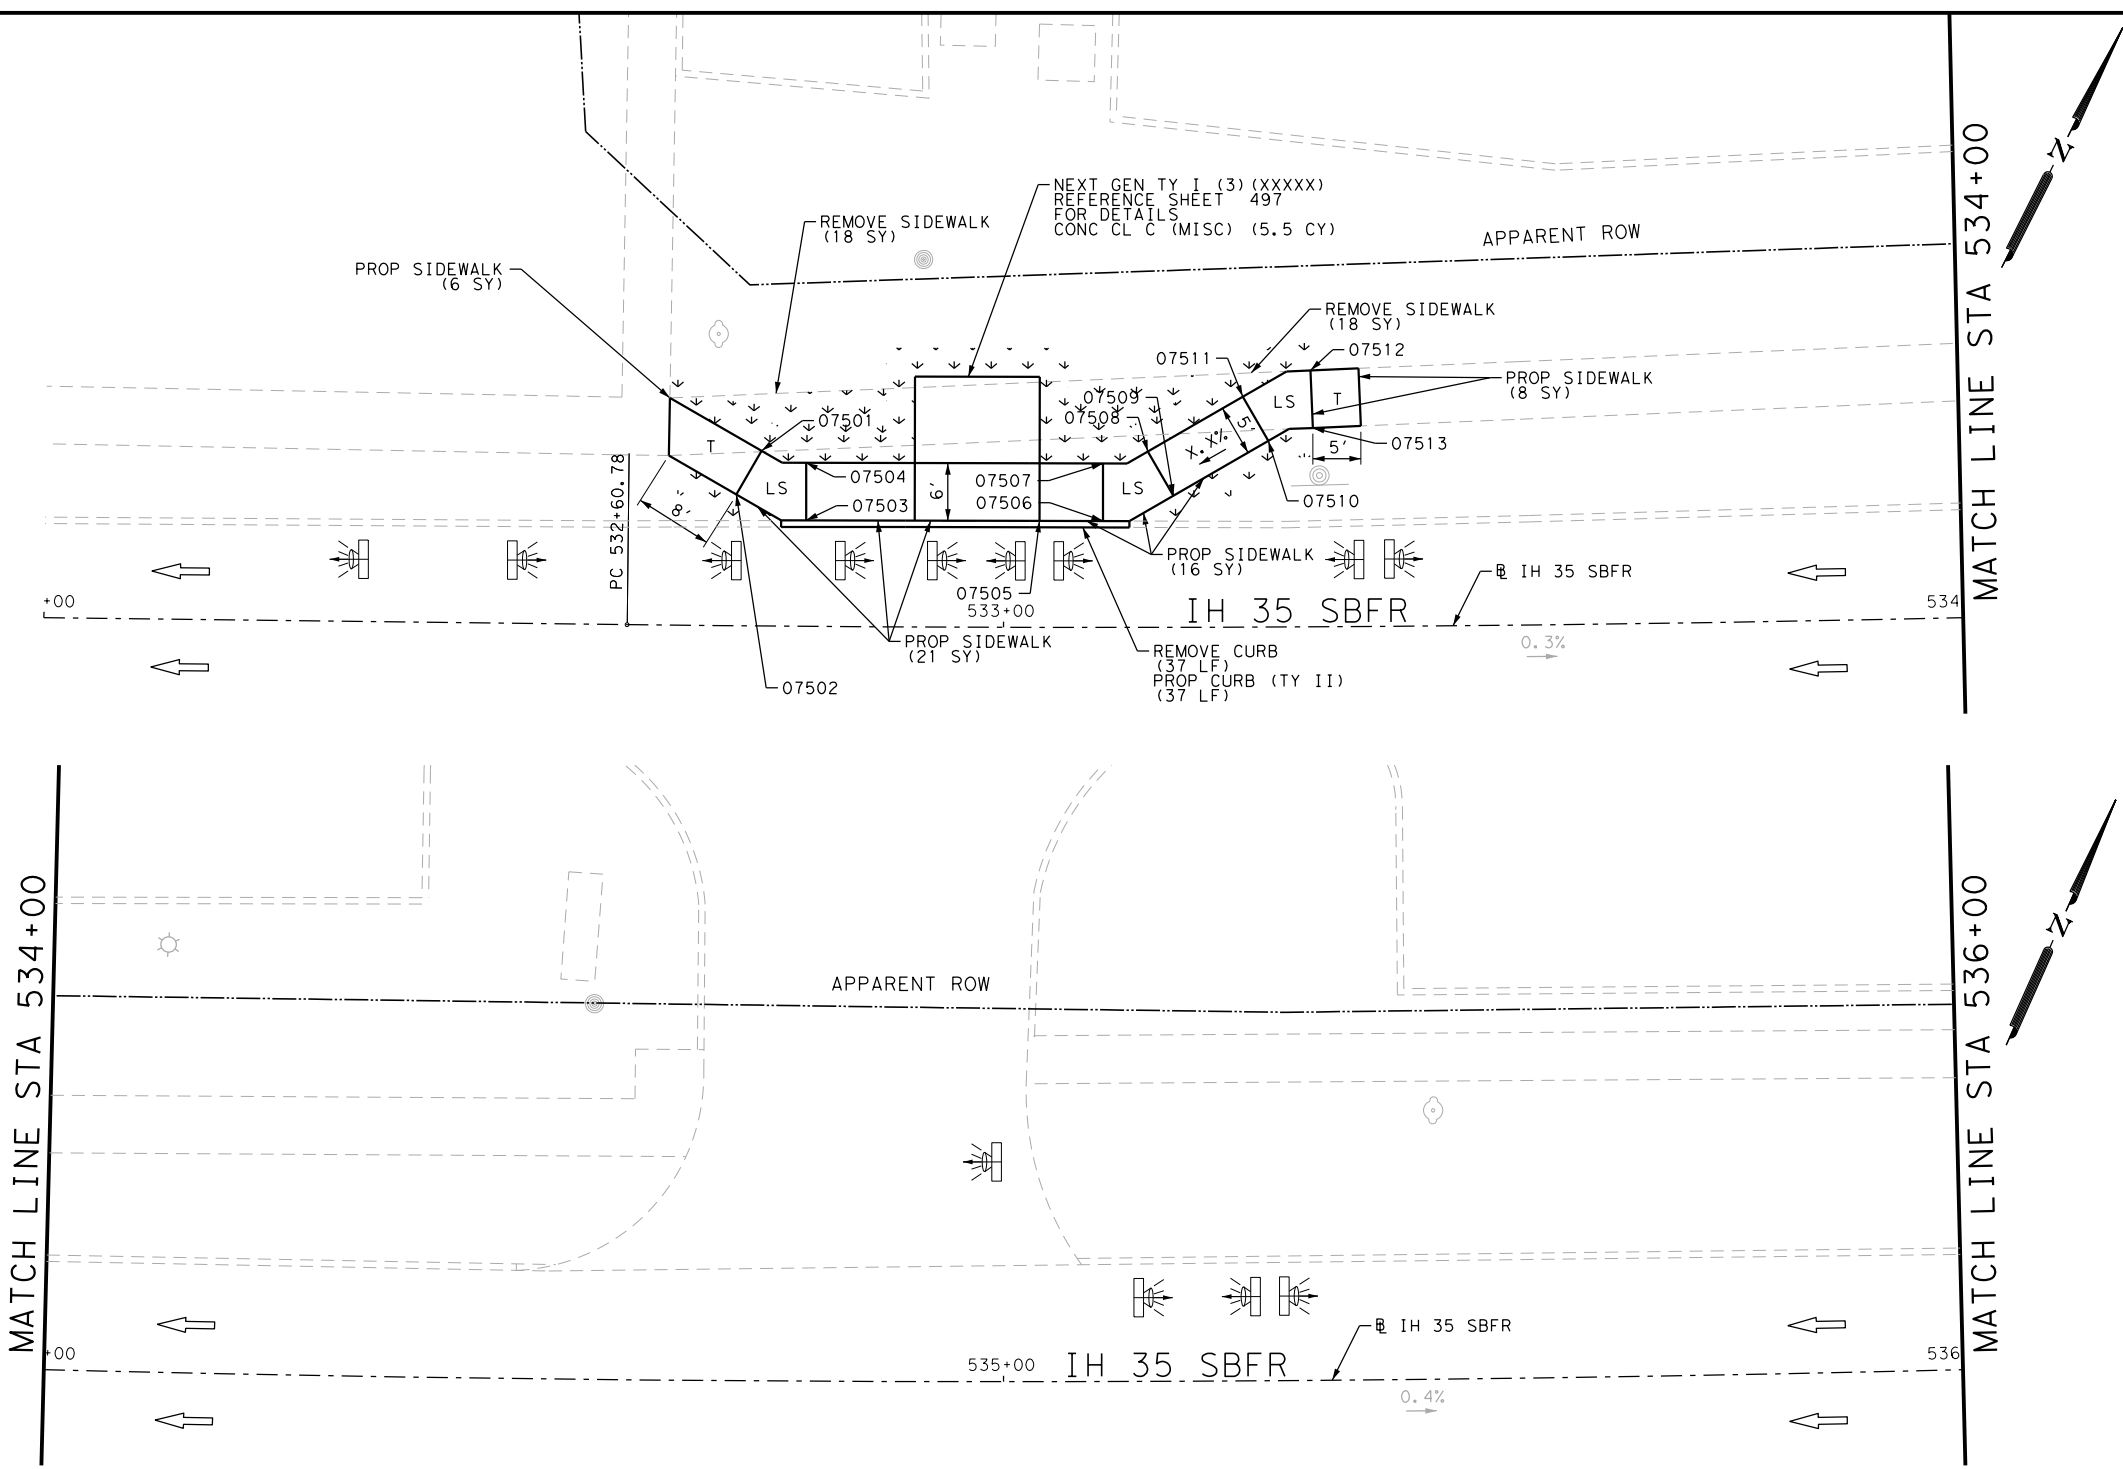 NEXT GEN TY I (3) (XXXXX)
REFERENCE SHEET 497
FOR DETAILS
CONC CL C (MISC) (5.5 CY)
REMOVE SIDEWALK
(18 SY)
APPARENT ROW
PROP SIDEWALK
(6 SY)
REMOVE SIDEWALK
(18 SY)
07511
07512
PROP SIDEWALK
(8 SY)
07509
07508
07501
T
LS
T
5'
X.X%
07513
5'
07504
07503
LS
6'
07507
07506
LS
07510
8'
PC 532+60.78
PROP SIDEWALK
(16 SY)
07505
533+00
IH 35 SBFR
BL IH 35 SBFR
+00
534
0.3%
PROP SIDEWALK
(21 SY)
REMOVE CURB
(37 LF)
PROP CURB (TY II)
(37 LF)
07502
MATCH LINE STA 534+00
N
MATCH LINE STA 534+00
APPARENT ROW
+00
535+00
IH 35 SBFR
BL IH 35 SBFR
536
0.4%
MATCH LINE STA 536+00
N